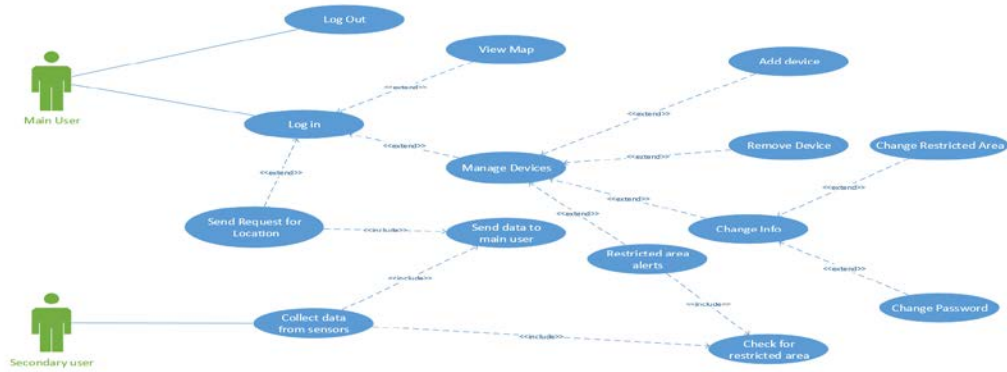 Log Out
View Map
Add device
<<extend>>
Main User
Log in
<<extend>>
<<extend>>
Remove Device
Change Restricted Area
<<extend>>
Manage Devices
<<extend>>
<<extend>>
<<extend>>
<<extend>>
Send Request for
Location
<<include>>
Send data to
main user
Change Info
Restricted area
alerts
<<extend>>
<<include>>
<<include>>
Change Password
Collect data
from sensors
<<include>>
Check for
restricted area
Secondary user